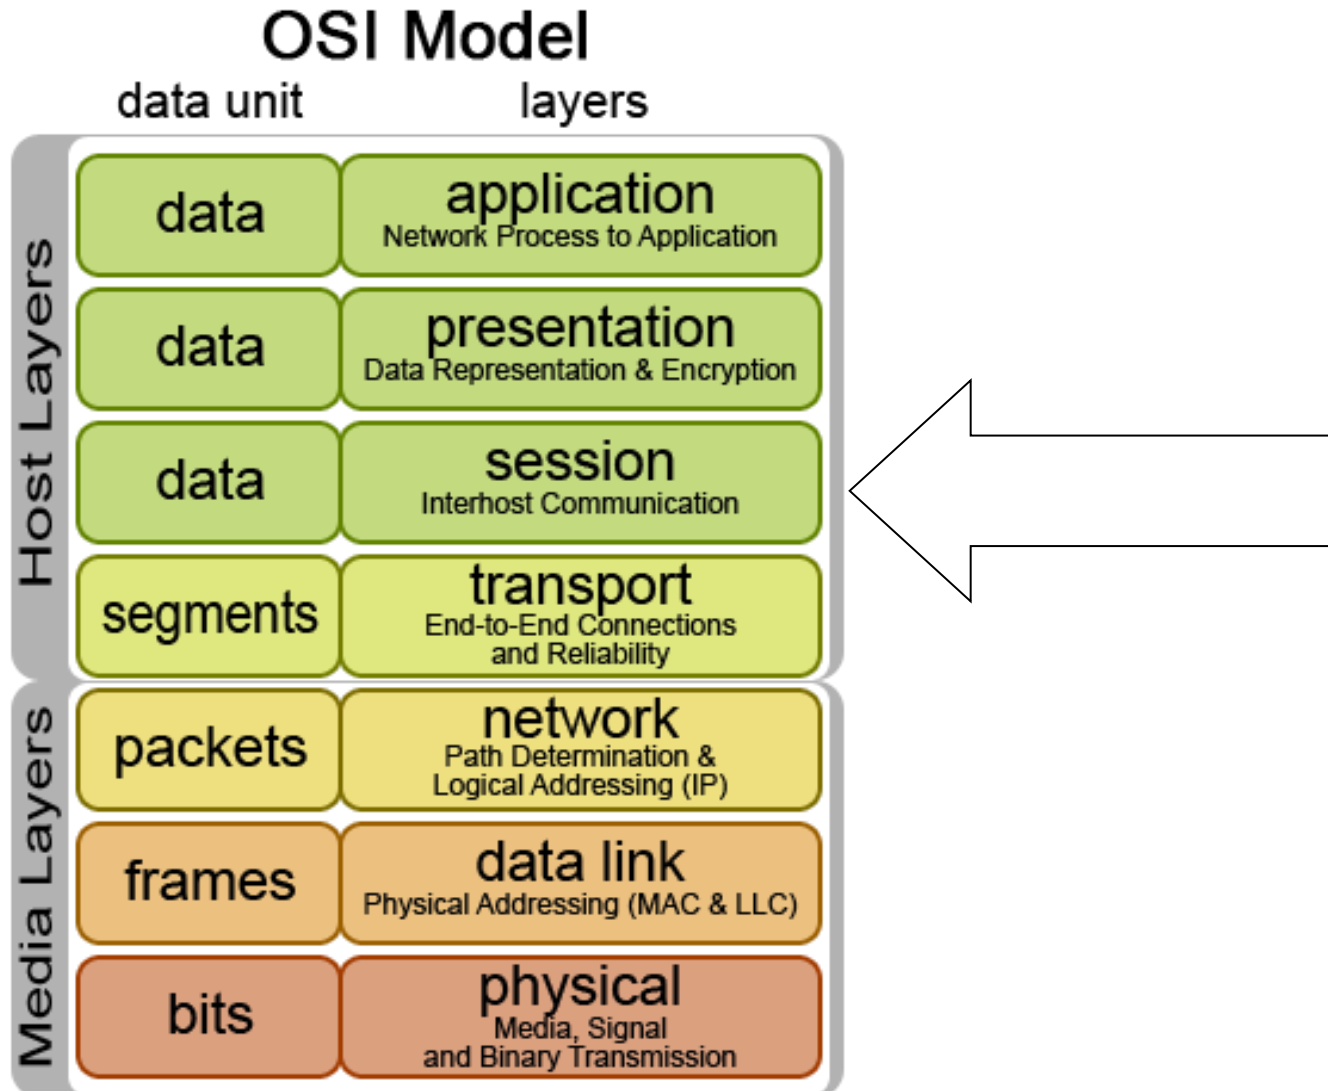 OSI Model
data unit layers
Host Layers
data application
Network Process to Application
data presentation
Data Representation & Encryption
data session
Interhost Communication
segments transport
End-to-End Connections
and Reliability
Media Layers
packets network
Path Determination &
Logical Addressing (IP)
frames data link
Physical Addressing (MAC & LLC)
bits physical
Media, Signal
and Binary Transmission